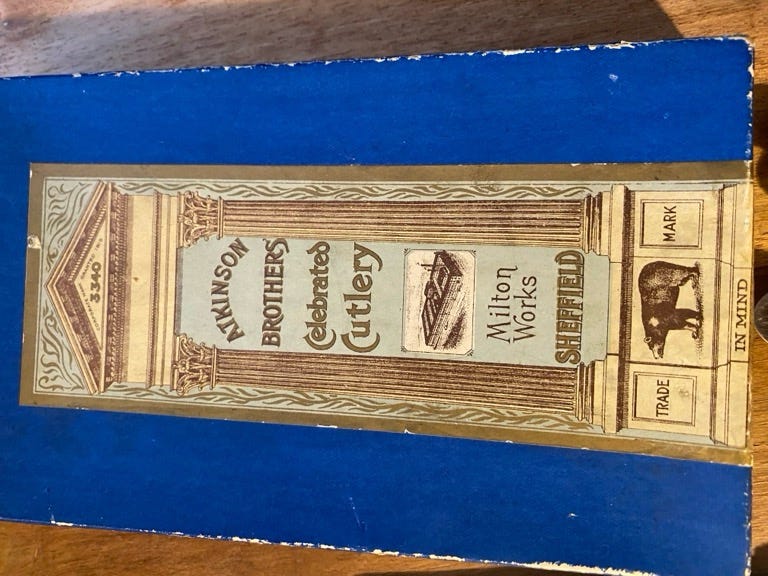 3340
ATKINSON
BROTHERS'
Celebrated
Cutlery
Milton
Works
SHEFFIELD
TRADE MARK
IN MIND